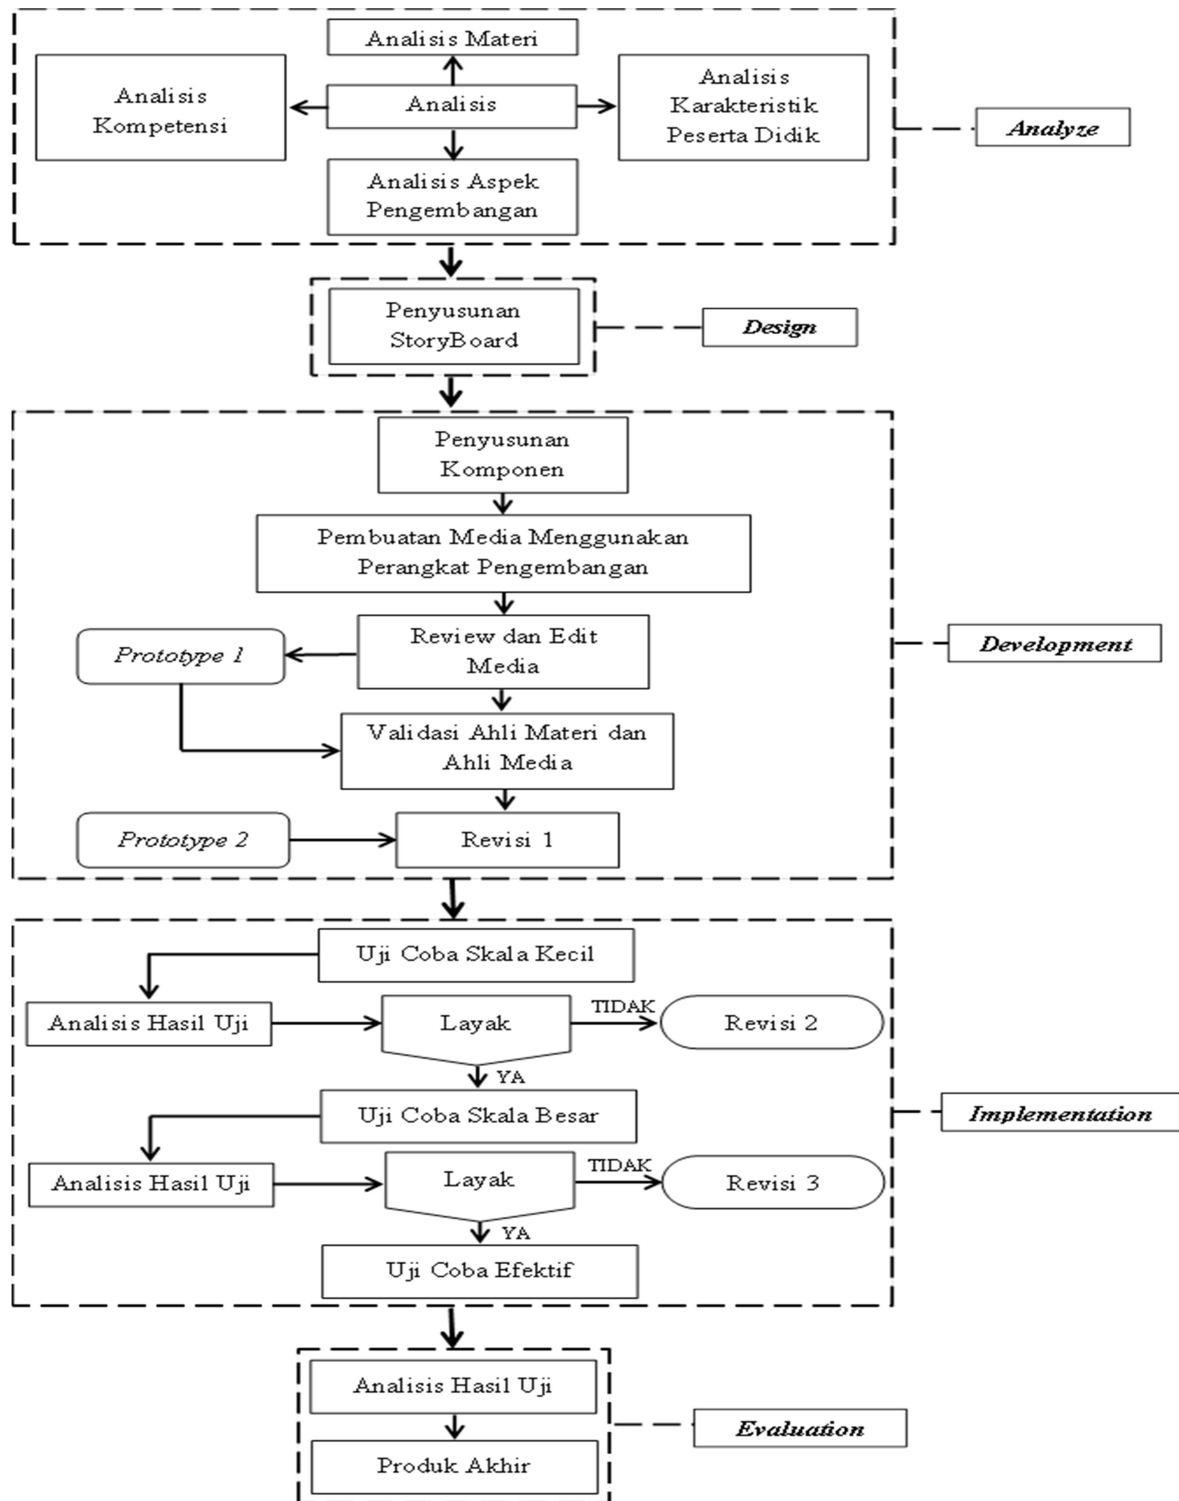 Analisis Materi
Analisis
Kompetensi
Analisis
Analisis
Karakteristik
Peserta Didik
Analyze
Analisis Aspek
Pengembangan
Penyusunan
StoryBoard
Design
Penyusunan
Komponen
Pembuatan Media Menggunakan
Perangkat Pengembangan
Prototype 1
Review dan Edit
Media
Development
Validasi Ahli Materi dan
Ahli Media
Prototype 2
Revisi 1
Uji Coba Skala Kecil
Analisis Hasil Uji
Layak
TIDAK
Revisi 2
YA
Uji Coba Skala Besar
Implementation
Analisis Hasil Uji
Layak
TIDAK
Revisi 3
YA
Uji Coba Efektif
Analisis Hasil Uji
Evaluation
Produk Akhir